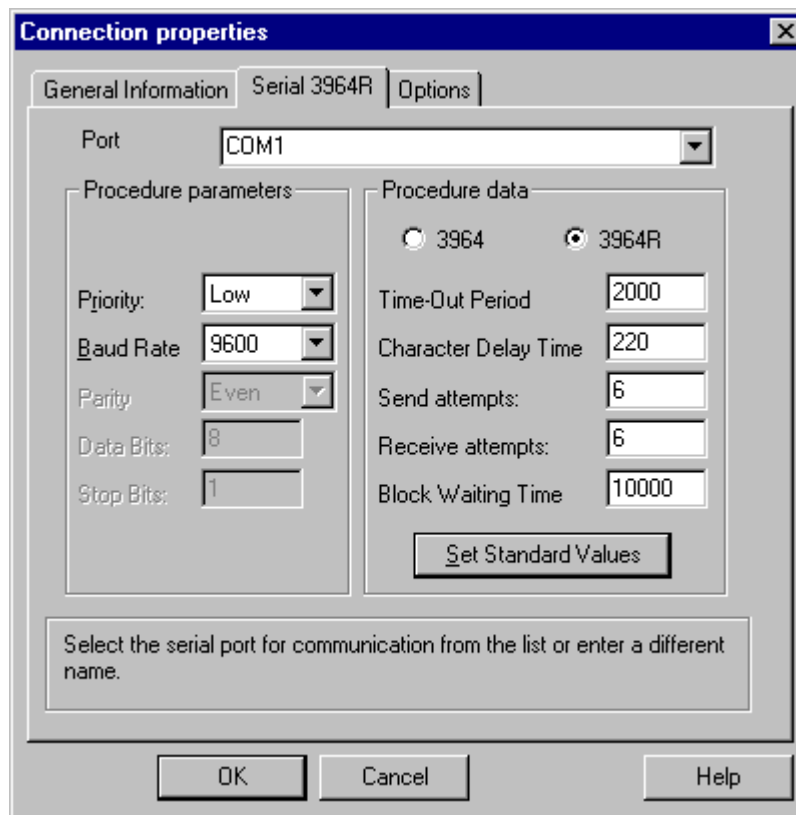 Connection properties
General Information Serial 3964R Options
Port COM1
Procedure parameters
Priority: Low
Baud Rate 9600
Parity Even
Data Bits: 8
Stop Bits: 1
Procedure data
3964 3964R
Time-Out Period 2000
Character Delay Time 220
Send attempts: 6
Receive attempts: 6
Block Waiting Time 10000
Set Standard Values
Select the serial port for communication from the list or enter a different
name.
OK Cancel Help